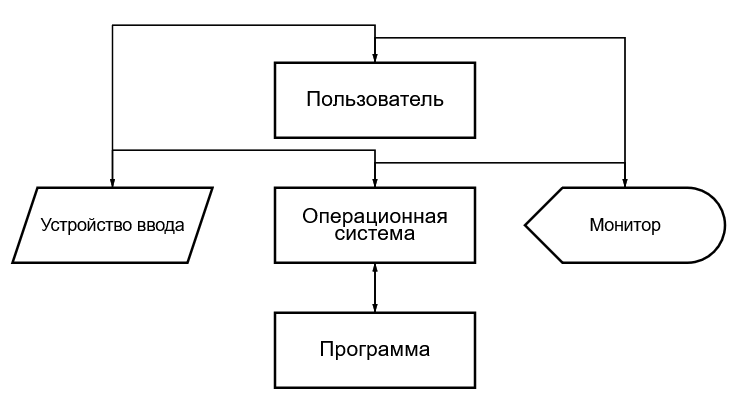 Пользователь
Устройство ввода
Операционная
система
Монитор
Программа